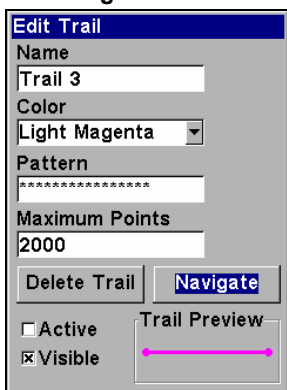 Edit Trail
Name
Trail 3
Color
Light Magenta
Pattern
***************
Maximum Points
2000
Delete Trail Navigate
Active
Visible
Trail Preview